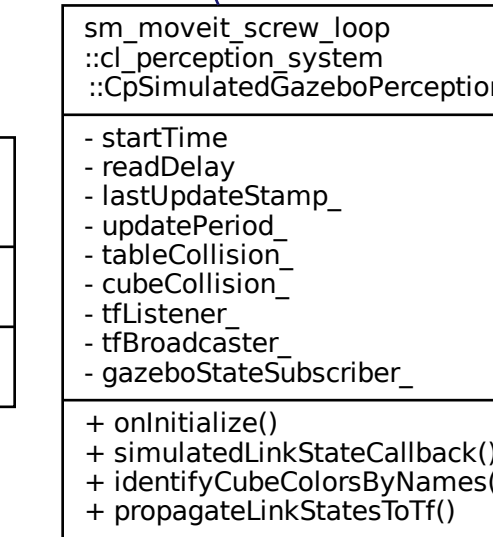 sm_moveit_screw_loop
::cl_perception_system
::CpSimulatedGazeboPerception
- startTime
- readDelay
- lastUpdateStamp_
- updatePeriod_
- tableCollision_
- cubeCollision_
- tfListener_
- tfBroadcaster_
- gazeboStateSubscriber_
+ onInitialize()
+ simulatedLinkStateCallback()
+ identifyCubeColorsByNames(
+ propagateLinkStatesToTf()